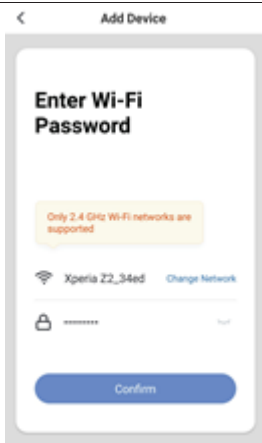 Add Device
Enter Wi-Fi
Password
Only 2.4 GHz Wi-Fi networks are
supported
Xperia Z2_34ed Change Network
Confirm